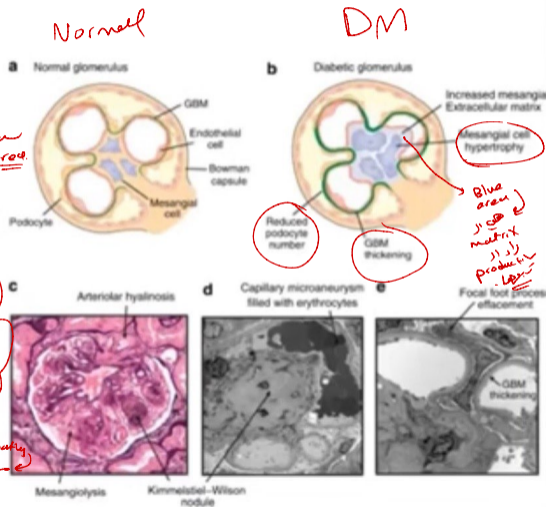 Normal
DM
a Normal glomerulus
b Diabetic glomerulus
GBM
Endothelial
cell
Bowman
capsule
Mesangial
cell
Podocyte
Increased mesangia
Extracellular matrix
Mesangial cell
hypertrophy
Reduced
podocyte
number
GBM
thickening
Blue
area
matrix
c
Arteriolar hyalinosis
d
Capillary microaneurysm
filled with erythrocytes
e
Focal foot process
effacement
GBM
thickening
Mesangiolysis
Kimmelstiel–Wilson
nodule